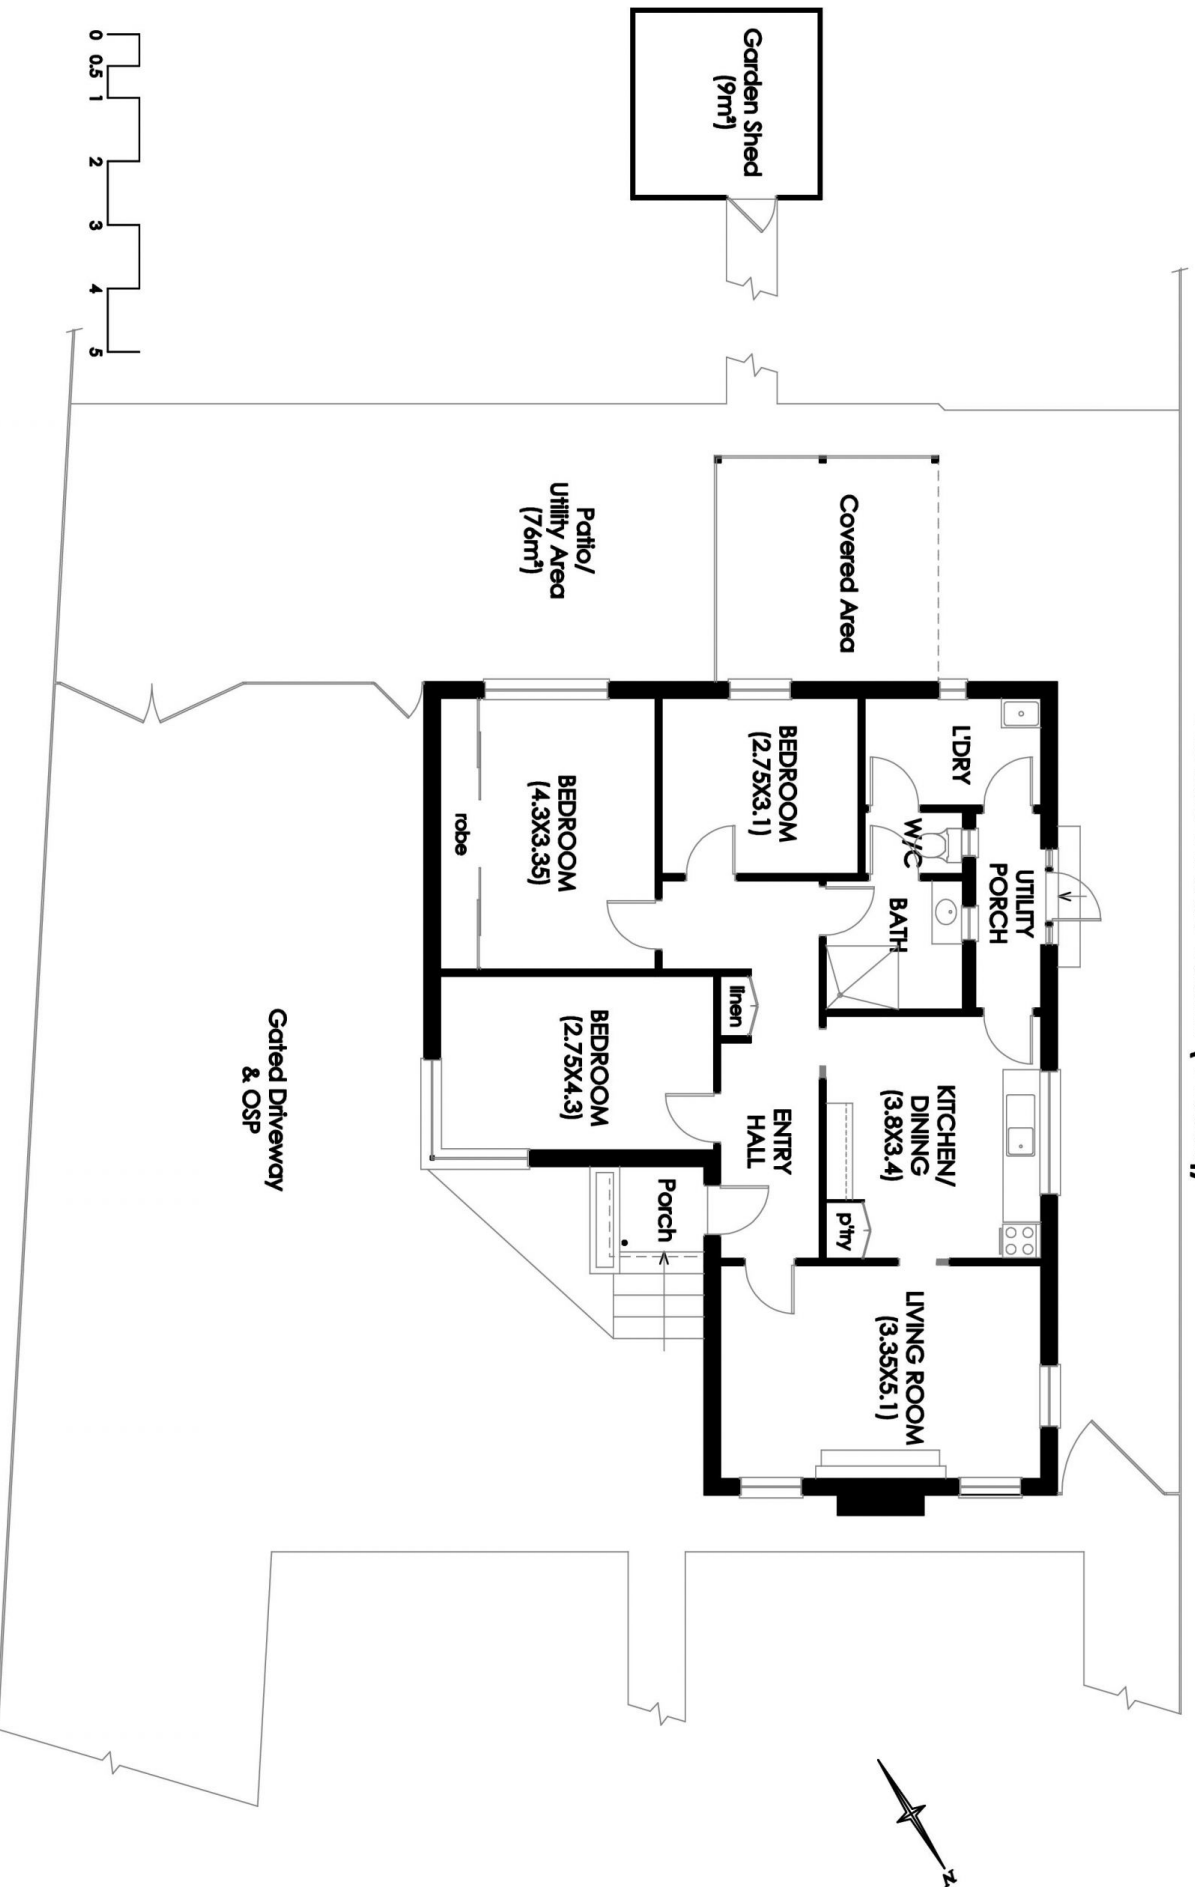 Garden Shed
(9m²)
0 0.5 1 2 3 4 5
Covered Area
Patio/
Utility Area
(76m²)
L'DRY
BEDROOM
(2.75X3.1)
BEDROOM
(4.3X3.35)
robe
W/C
UTILITY
PORCH
BATH
linen
BEDROOM
(2.75X4.3)
KITCHEN/
DINING
(3.8X3.4)
ENTRY
HALL
p'try
Porch
LIVING ROOM
(3.35X5.1)
Gated Driveway
& OSP
N